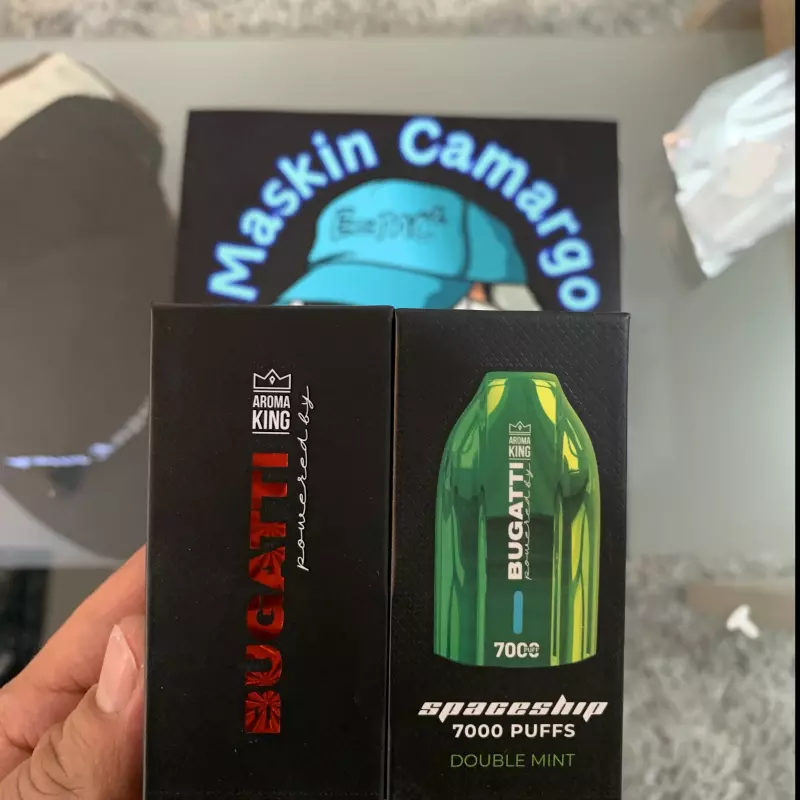 Maskin Camargo
E=mc²
AROMA
KING
BUGATTI
powered by
AROMA
KING
BUGATTI
powered by
7000 PUFF
spaceship
7000 PUFFS
DOUBLE MINT